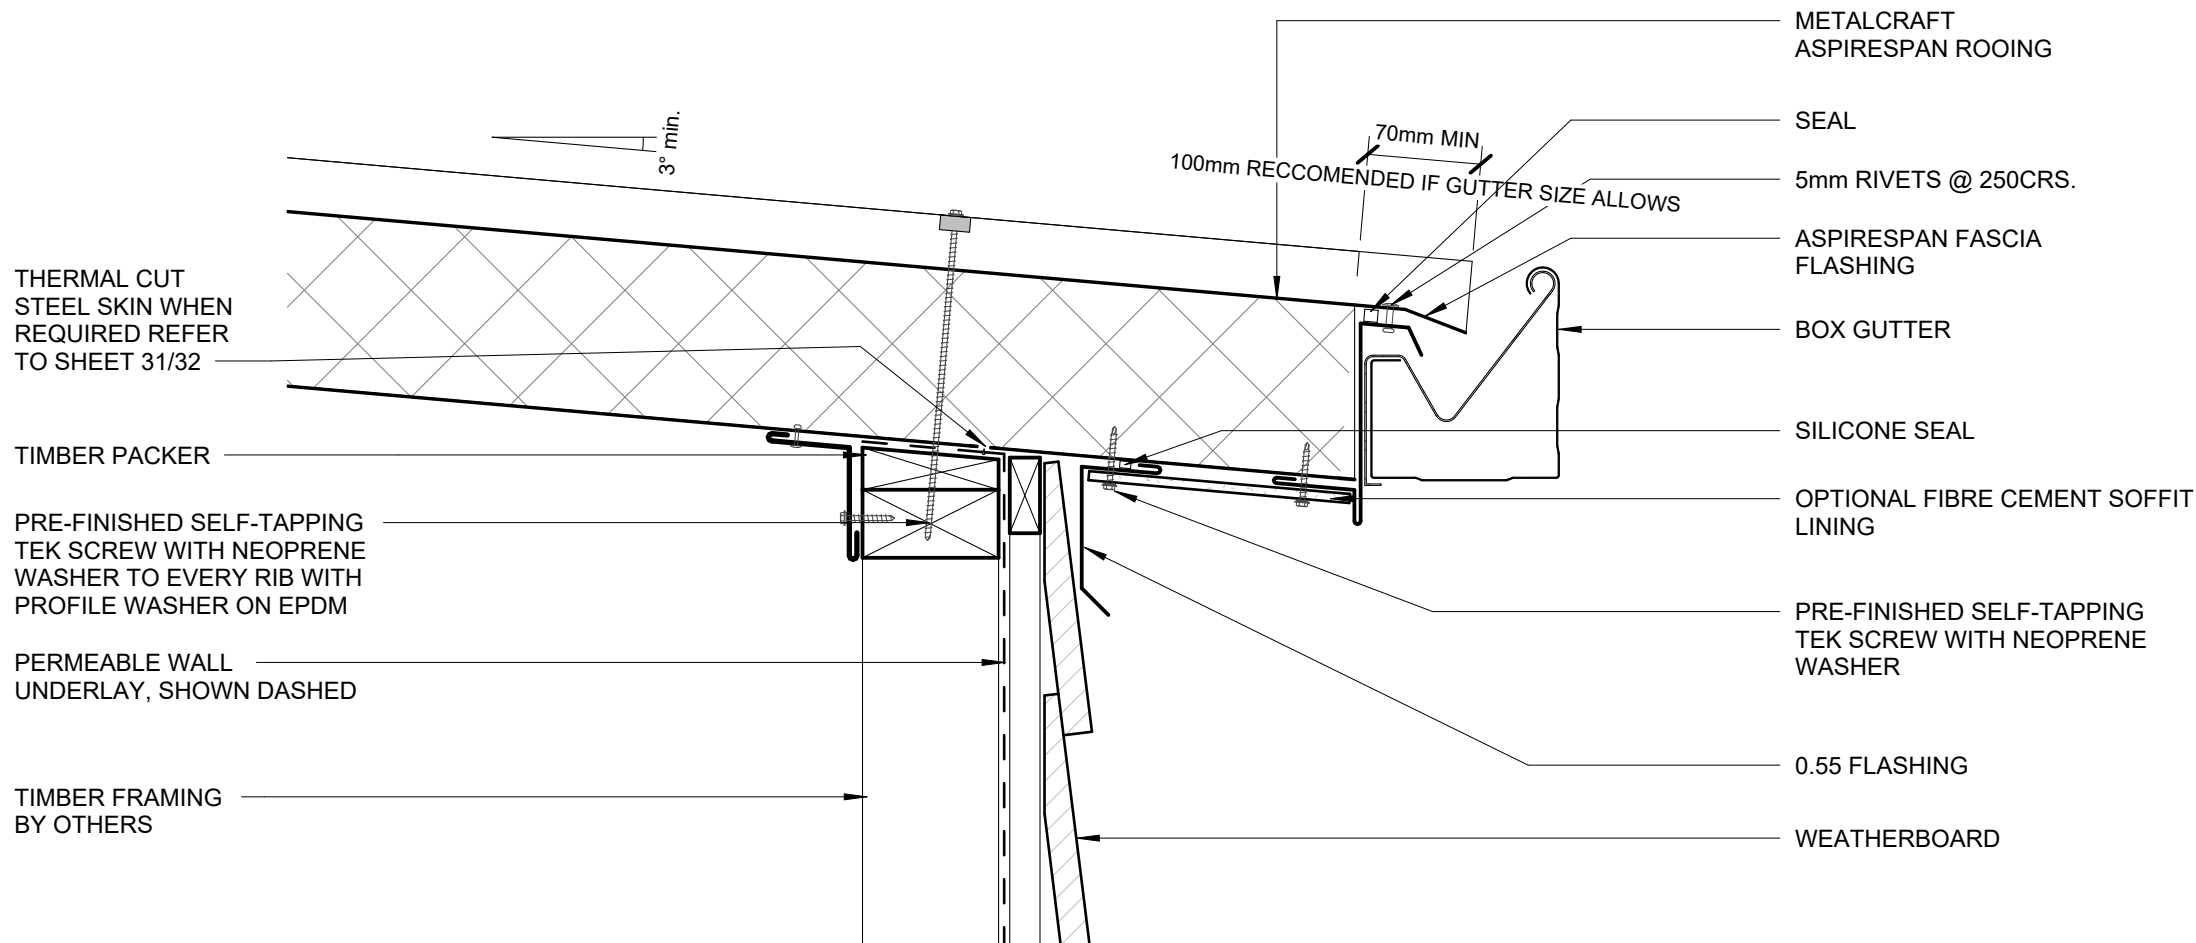 METALCRAFT
ASPIRESPAN ROOING
SEAL
5mm RIVETS @ 250CRS.
ASPIRESPAN FASCIA
FLASHING
BOX GUTTER
SILICONE SEAL
OPTIONAL FIBRE CEMENT SOFFIT
LINING
PRE-FINISHED SELF-TAPPING
TEK SCREW WITH NEOPRENE
WASHER
0.55 FLASHING
WEATHERBOARD
3° min.
70mm MIN
100mm RECCOMENDED IF GUTTER SIZE ALLOWS
THERMAL CUT
STEEL SKIN WHEN
REQUIRED REFER
TO SHEET 31/32
TIMBER PACKER
PRE-FINISHED SELF-TAPPING
TEK SCREW WITH NEOPRENE
WASHER TO EVERY RIB WITH
PROFILE WASHER ON EPDM
PERMEABLE WALL
UNDERLAY, SHOWN DASHED
TIMBER FRAMING
BY OTHERS